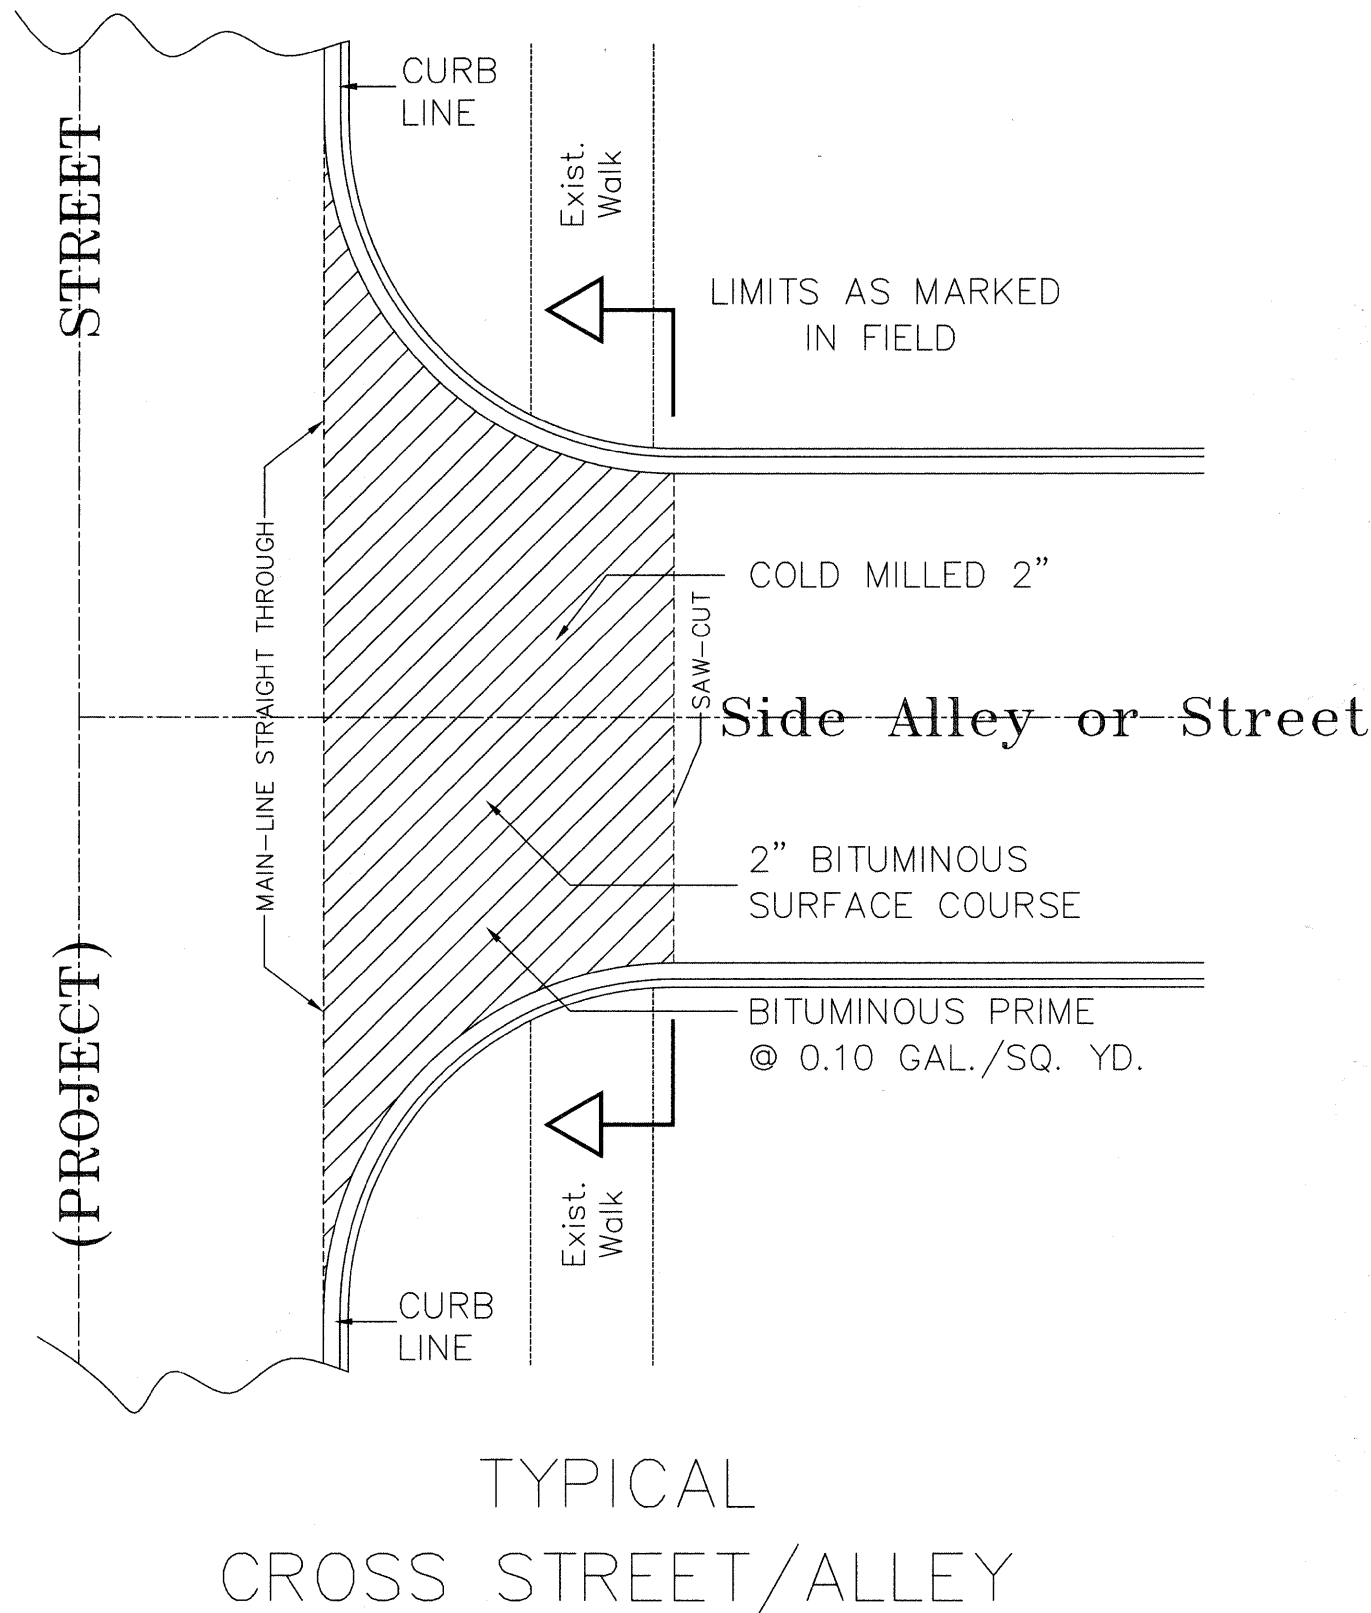 CURB
LINE
STREET
Exist.
Walk
LIMITS AS MARKED
IN FIELD
MAIN-LINE STRAIGHT THROUGH
COLD MILLED 2"
SAW-CUT
Side Alley or Street
2" BITUMINOUS
SURFACE COURSE
(PROJECT)
BITUMINOUS PRIME
@ 0.10 GAL./SQ. YD.
Exist.
Walk
CURB
LINE
TYPICAL
CROSS STREET/ALLEY